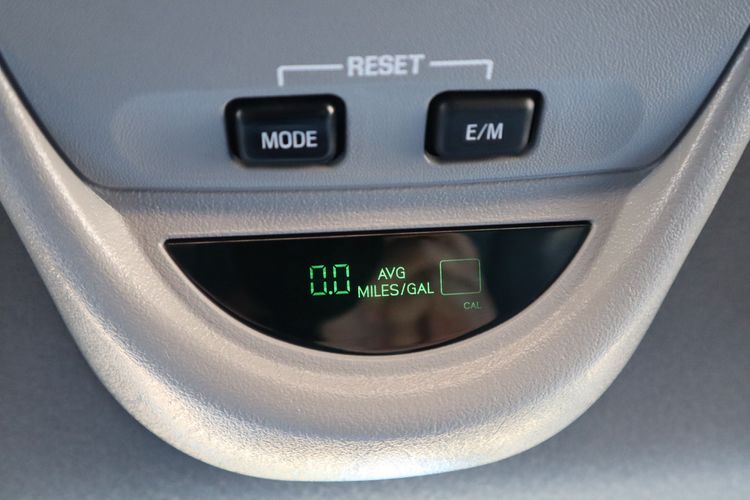 RESET
MODE E/M
0.0 AVG
MILES/GAL
CAL